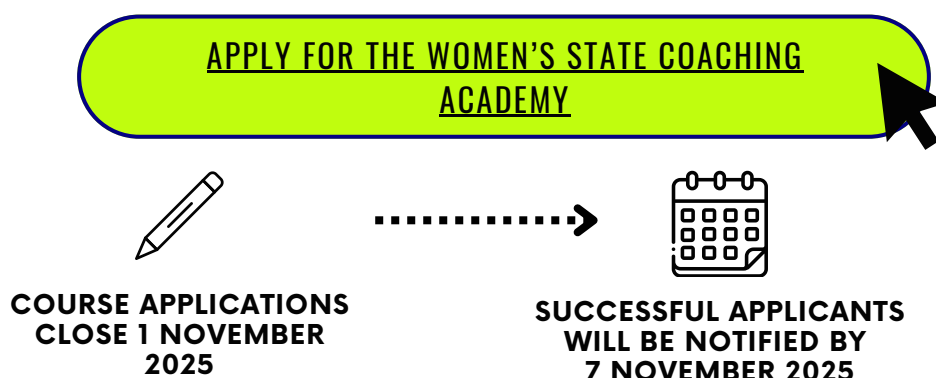 APPLY FOR THE WOMEN'S STATE COACHING
ACADEMY
COURSE APPLICATIONS
CLOSE 1 NOVEMBER
2025
SUCCESSFUL APPLICANTS
WILL BE NOTIFIED BY
7 NOVEMBER 2025